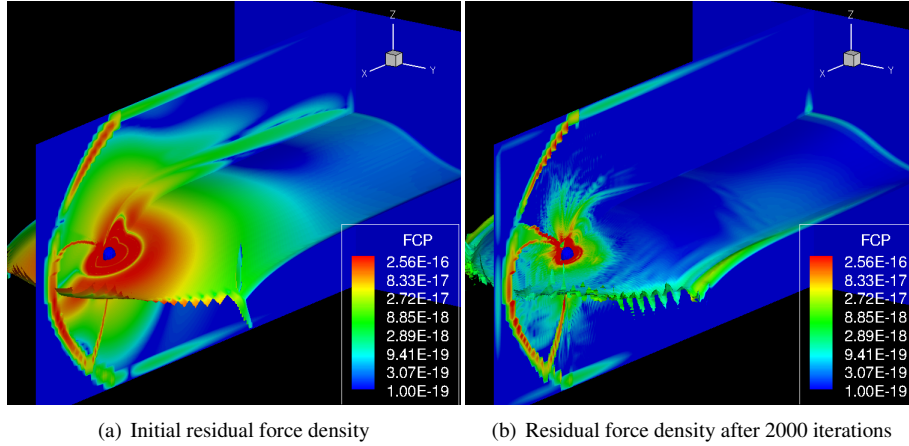 Z
X
Y
FCP
2.56E-16
8.33E-17
2.72E-17
8.85E-18
2.89E-18
9.41E-19
3.07E-19
1.00E-19
Z
X
Y
FCP
2.56E-16
8.33E-17
2.72E-17
8.85E-18
2.89E-18
9.41E-19
3.07E-19
1.00E-19
(a) Initial residual force density
(b) Residual force density after 2000 iterations